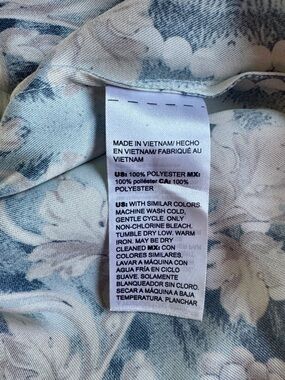 MADE IN VIETNAM/ HECHO
EN VIETNAM/ FABRIQUÉ AU
VIETNAM
US: 100% POLYESTER MX:
100% poliéster CA: 100%
POLYESTER
US: WITH SIMILAR COLORS.
MACHINE WASH COLD,
GENTLE CYCLE. ONLY
NON-CHLORINE BLEACH.
TUMBLE DRY LOW. WARM
IRON. MAY BE DRY
CLEANED MX: CON
COLORES SIMILARES.
LAVAR A MÁQUINA CON
AGUA FRÍA EN CICLO
SUAVE. SOLAMENTE
BLANQUEADOR SIN CLORO.
SECAR A MÁQUINA A BAJA
TEMPERATURA. PLANCHAR